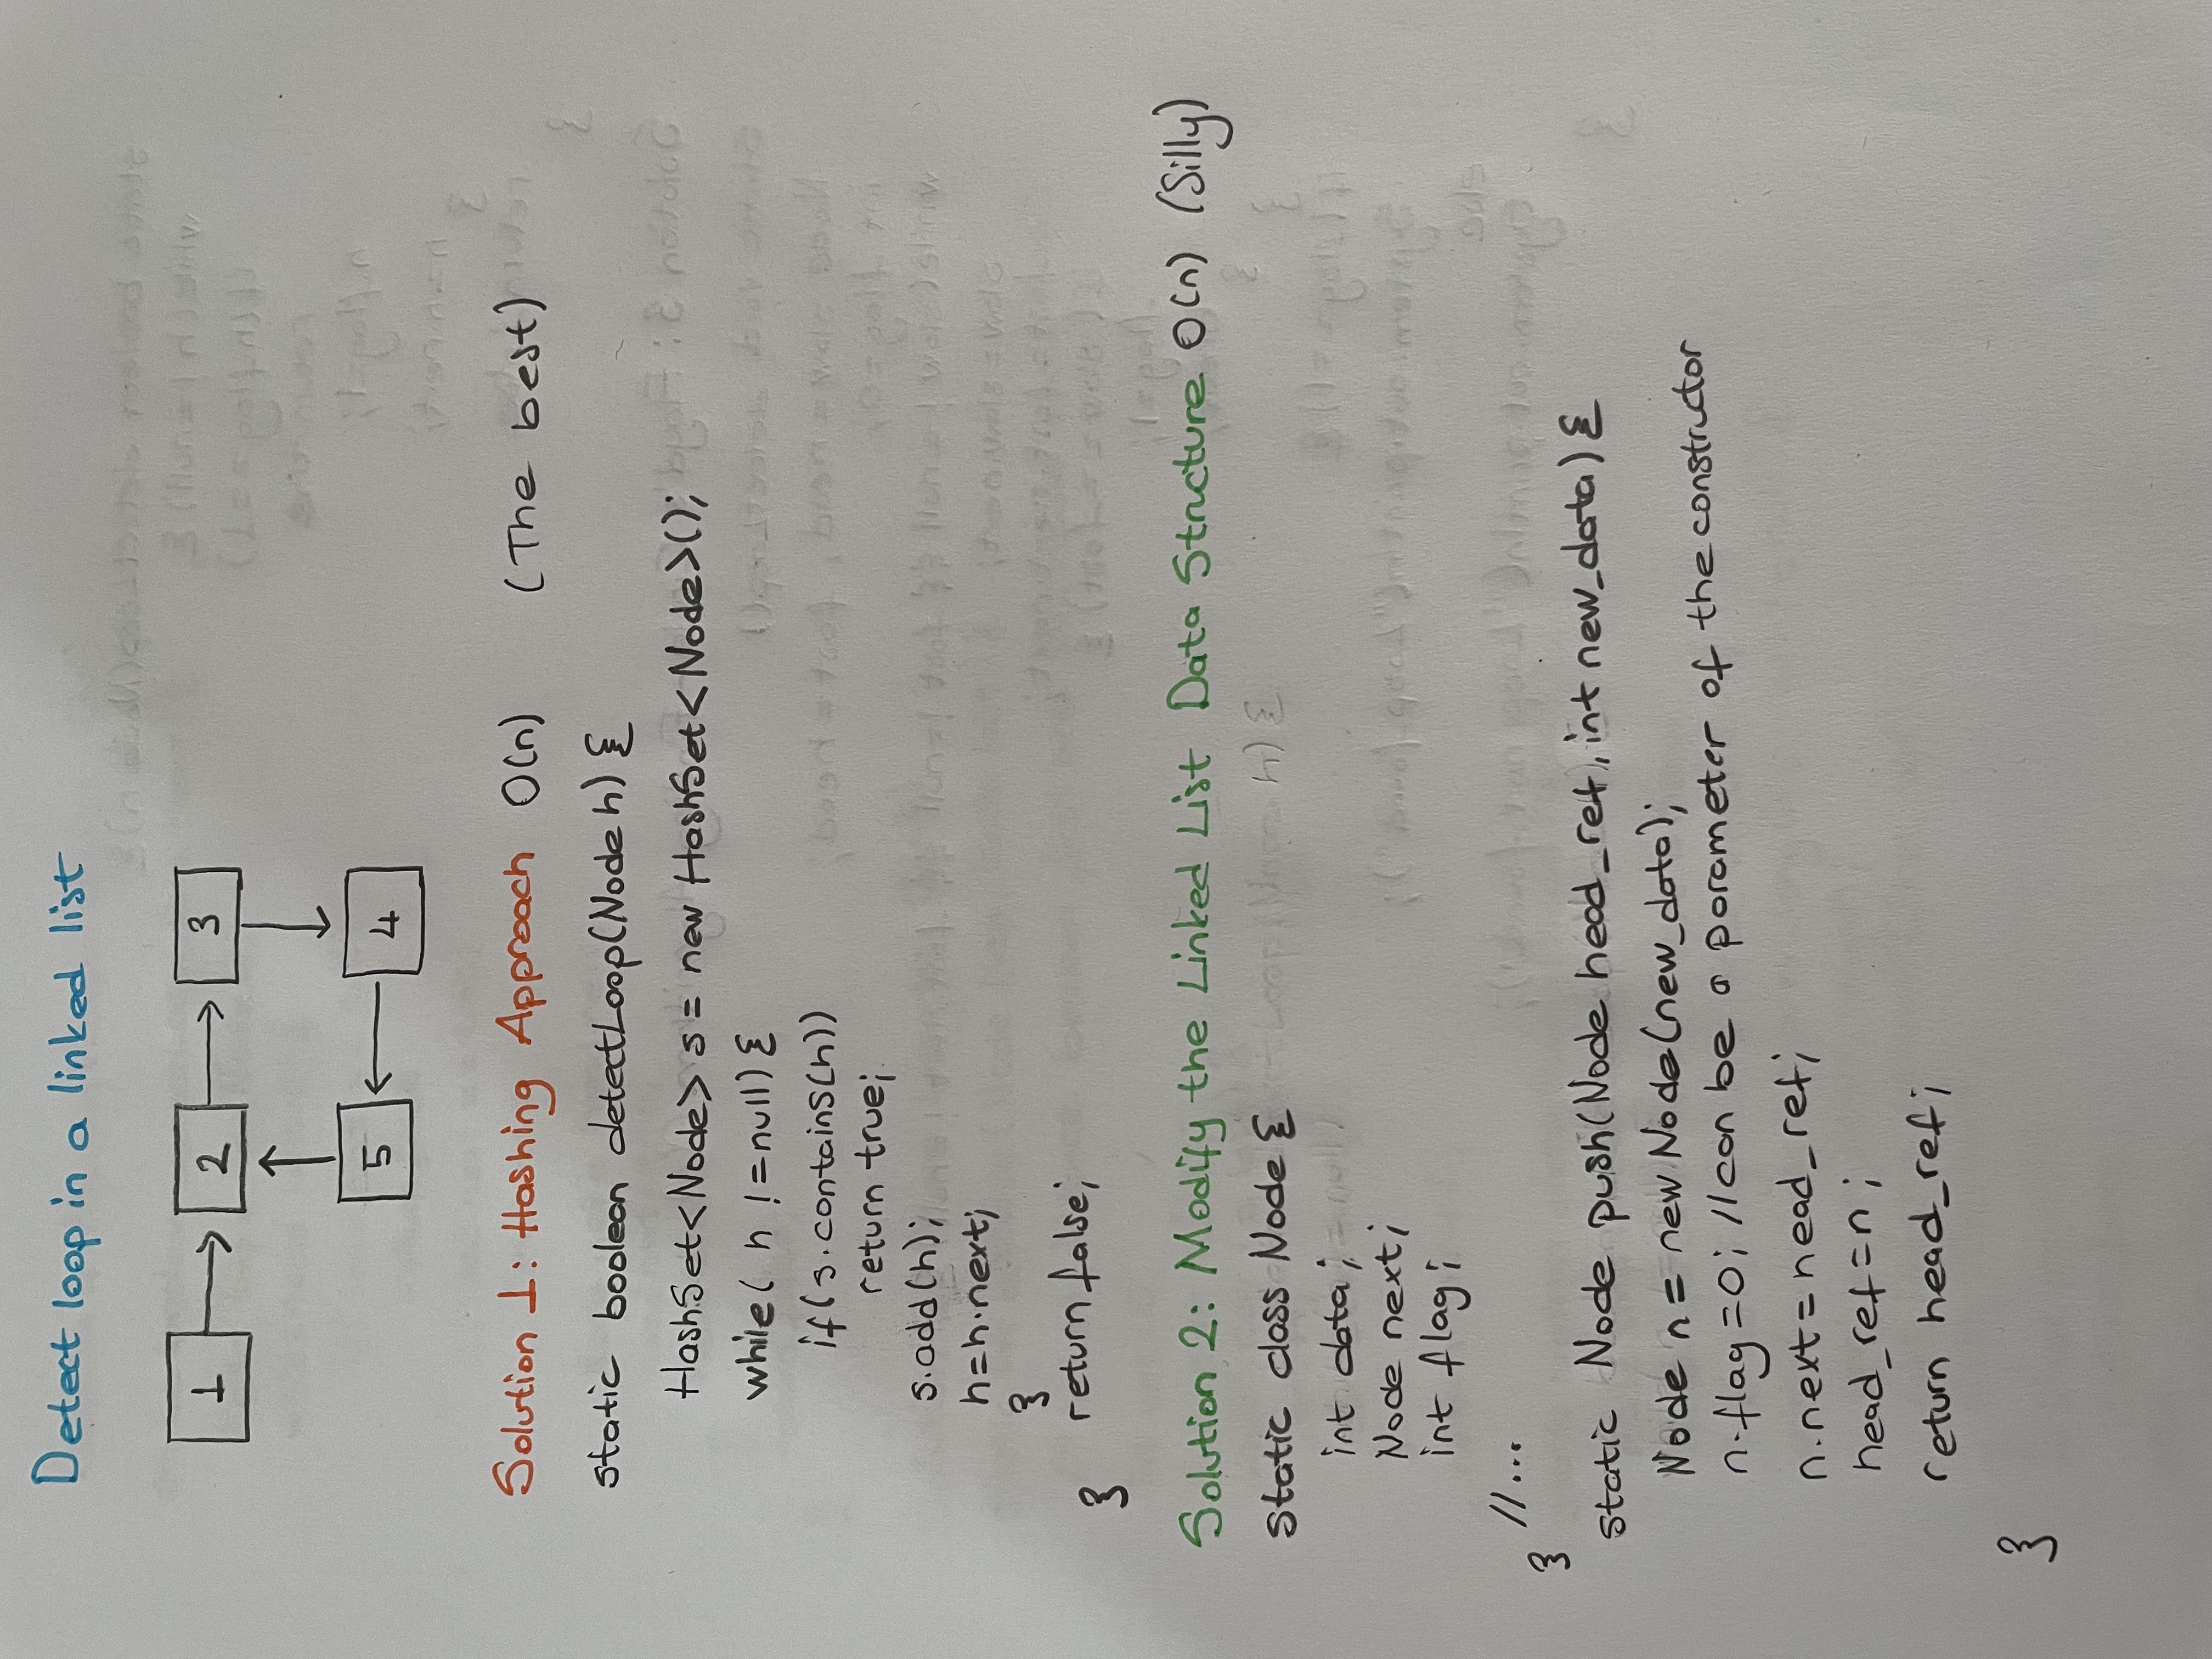 Detect loop in a linked list
1 2 3
5 4
Solution 1: Hashing Approach O(n) (The best)
static boolean detectLoop(Node h) {
HashSet<Node> s = new HashSet<Node>();
while( h != null) {
if(s.contains(h))
return true;
s.add(h);
h=h.next;
}
return false;
}
Solution 2: Modify the Linked List Data Structure O(n) (Silly)
static class Node {
int data;
Node next;
int flag;
//...
}
static Node push(Node head_ref, int new_data) {
Node n = new Node(new_data);
n.flag=0; //can be a parameter of the constructor
n.next=head_ref;
head_ref=n;
return head_ref;
}